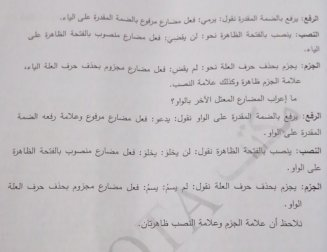 الرفع: يرفع بالضمة المقدرة نقول: يرمي: فعل مضارع مرفوع بالضمة المقدرة على الياء.
النصب: ينصب بالفتحة الظاهرة نحو: لن يقضيَ: فعل مضارع منصوب بالفتحة الظاهرة على
الياء.
الجزم: يجزم بحذف حرف العلة نحو: لم يقضِ: فعل مضارع مجزوم بحذف حرف العلة الياء،
علامة الجزم ظاهرة وكذلك علامة النصب.
ما إعراب المضارع المعتل الآخر بالواو؟
الرفع: يرفع بالضمة المقدرة على الواو نقول: يدعو: فعل مضارع مرفوع وعلامة رفعه الضمة
المقدرة على الواو.
النصب: ينصب بالفتحة الظاهرة نقول: لن يخلوَ: يخلوَ: فعل مضارع منصوب بالفتحة الظاهرة
على الواو.
الجزم: يجزم بحذف حرف العلة نقول: لم يسمُ: يسمُ: فعل مضارع مجزوم بحذف حرف العلة
الواو.
نلاحظ أن علامة الجزم وعلامة النصب ظاهرتان.